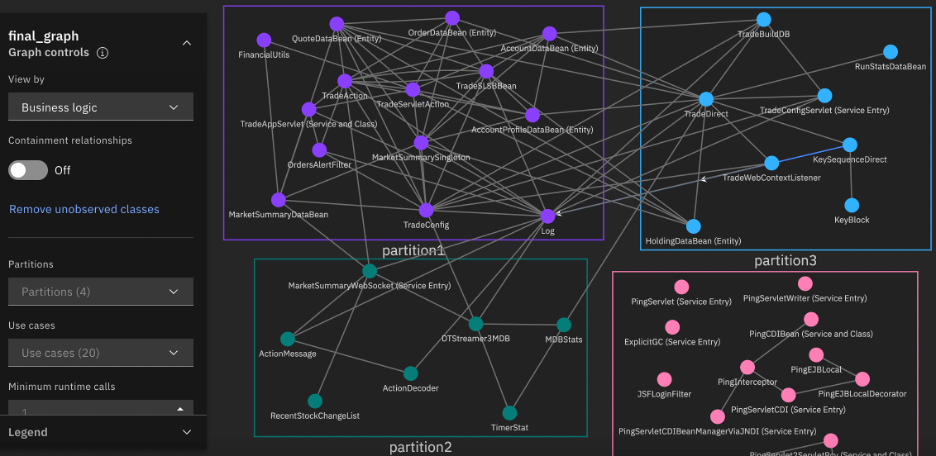 final_graph
Graph controls
View by
Business logic
Containment relationships
Off
Remove unobserved classes
Partitions
Partitions (4)
Use cases
Use cases (20)
Minimum runtime calls
1
Legend
QuoteDataBean (Entity)
OrderDataBean (Entity)
AccountDataBean (Entity)
FinancialUtils
TradeAction
TradeSLSBBean
TradeServletAction
TradeAppServlet (Service and Class)
AccountProfileDataBean (Entity)
OrdersAlertFilter
MarketSummarySingleton
MarketSummaryDataBean
TradeConfig
Log
partition1
TradeBuildDB
RunStatsDataBean
TradeDirect
TradeConfigServlet (Service Entry)
KeySequenceDirect
TradeWebContextListener
KeyBlock
HoldingDataBean (Entity)
partition3
MarketSummaryWebSocket (Service Entry)
DTStreamer3MDB
MDBStats
ActionMessage
ActionDecoder
RecentStockChangeList
TimerStat
partition2
PingServlet (Service Entry)
PingServletWriter (Service Entry)
ExplicitGC (Service Entry)
PingCDIBean (Service and Class)
PingEJBLocal
PingInterceptor
JSFLoginFilter
PingEJBLocalDecorator
PingServletCDI (Service Entry)
PingServletCDIBeanManagerViaJNDI (Service Entry)